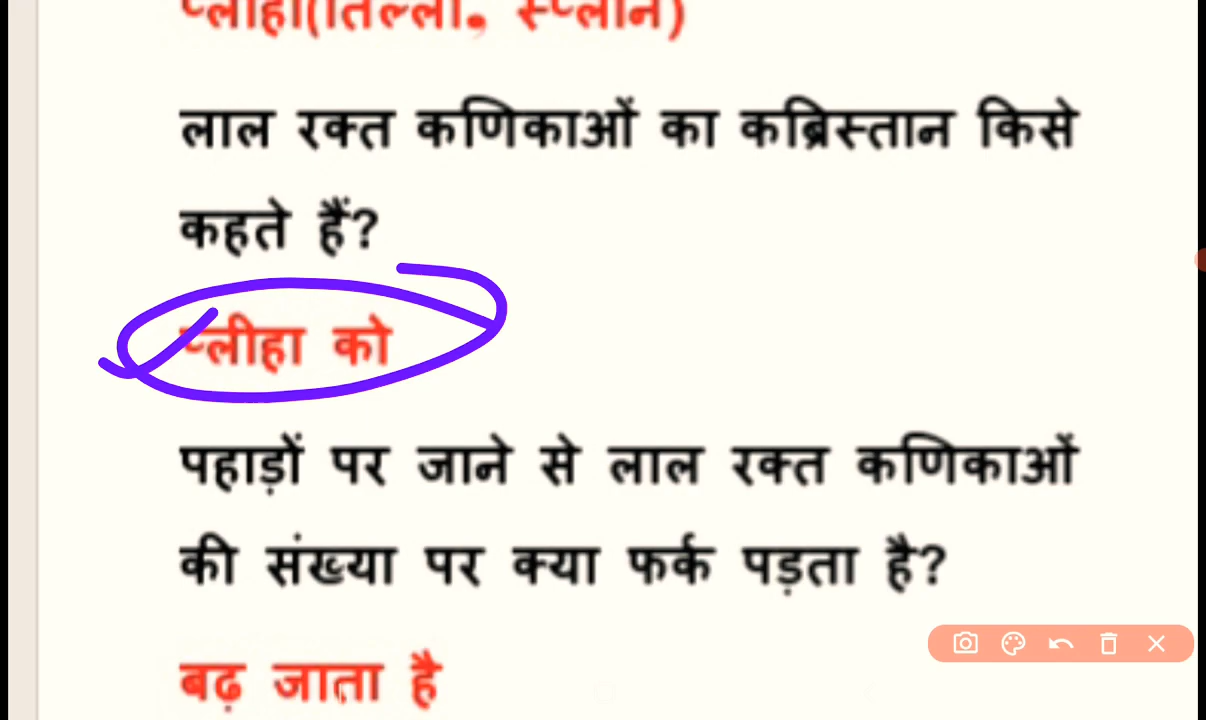 प्लीहा(तिल्ली, स्प्लीन)
लाल रक्त कणिकाओं का कब्रिस्तान किसे
कहते हैं?
प्लीहा को
पहाड़ों पर जाने से लाल रक्त कणिकाओं
की संख्या पर क्या फर्क पड़ता है?
बढ़ जाता है